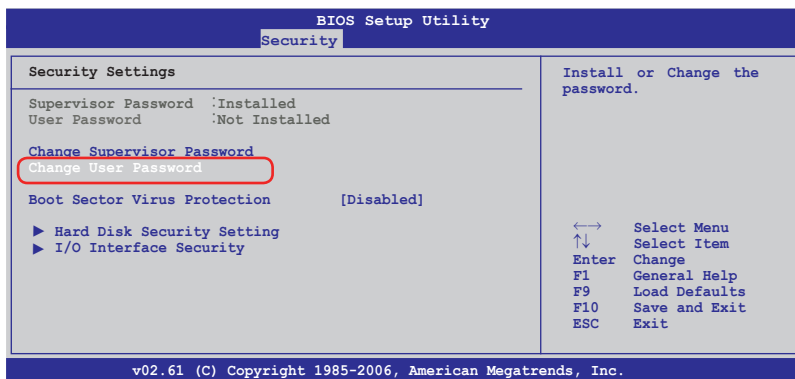 BIOS Setup Utility
Security
Security Settings
Supervisor Password :Installed
User Password :Not Installed
Change Supervisor Password
Change User Password
Boot Sector Virus Protection [Disabled]
▶ Hard Disk Security Setting
▶ I/O Interface Security
Install or Change the
password.
←→ Select Menu
↑↓ Select Item
Enter Change
F1 General Help
F9 Load Defaults
F10 Save and Exit
ESC Exit
v02.61 (C) Copyright 1985-2006, American Megatrends, Inc.